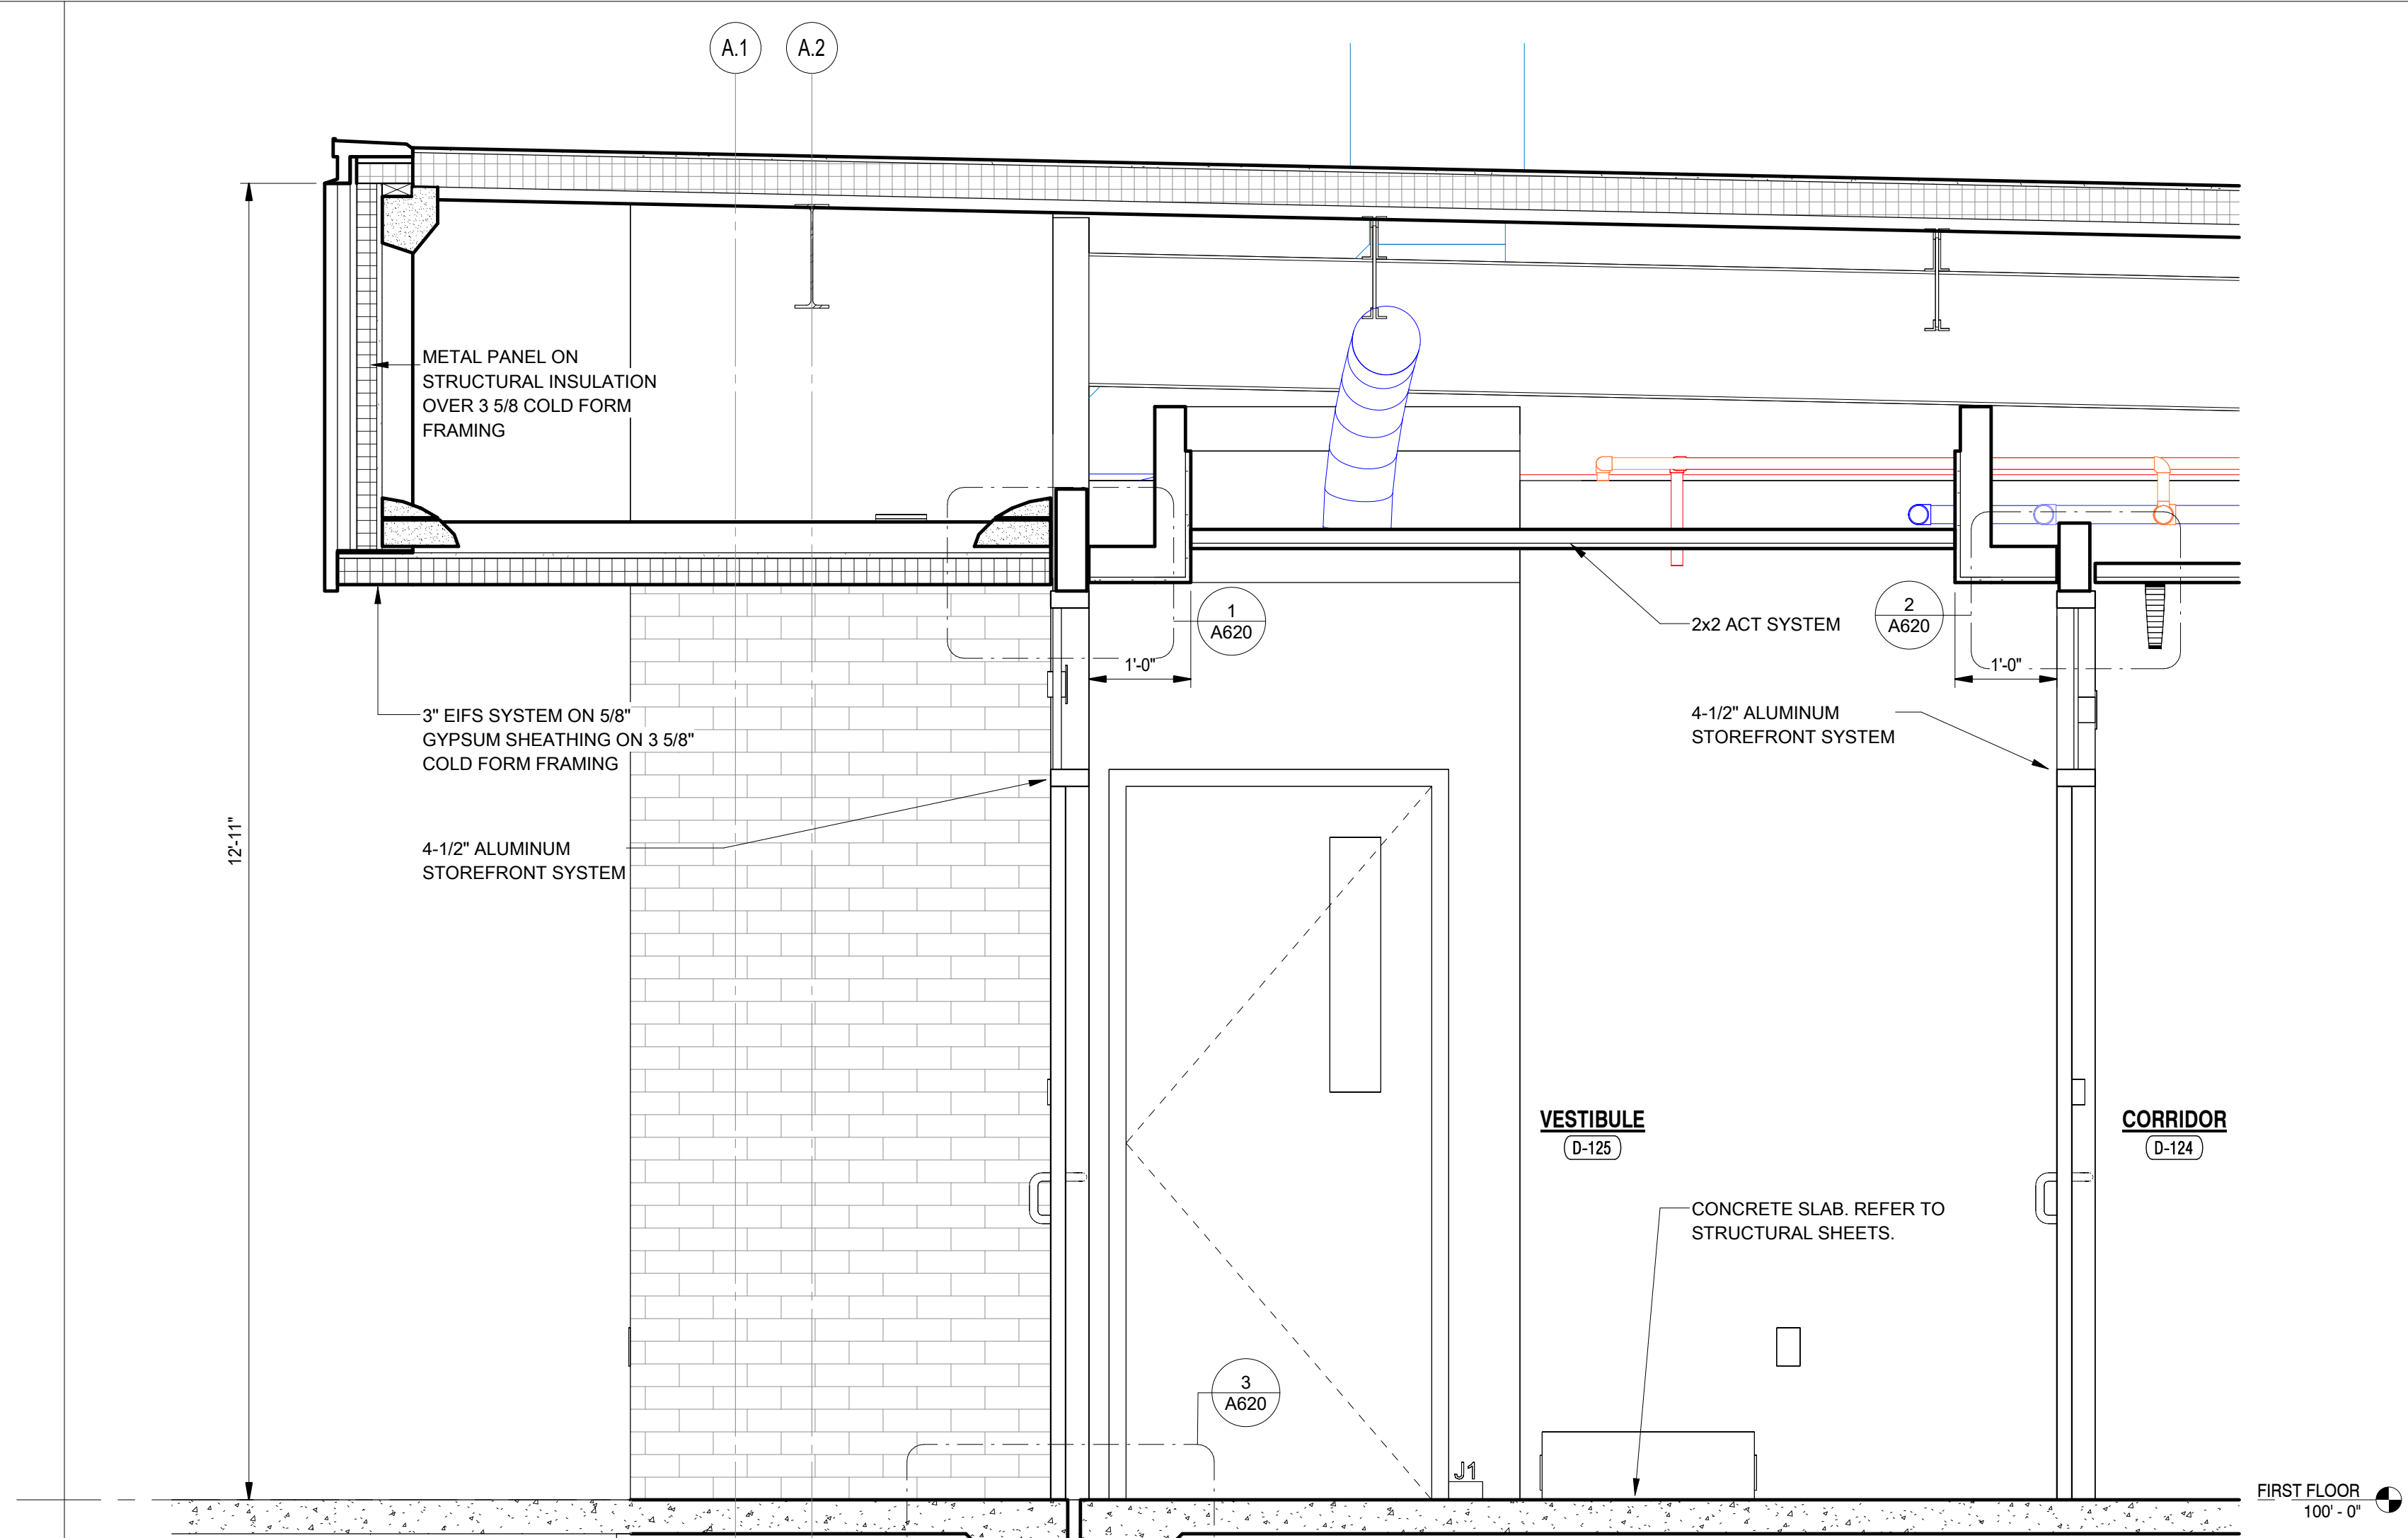 A.1
A.2
METAL PANEL ON
STRUCTURAL INSULATION
OVER 3 5/8 COLD FORM
FRAMING
1
A620
2x2 ACT SYSTEM
2
A620
1'-0"
1'-0"
3" EIFS SYSTEM ON 5/8"
GYPSUM SHEATHING ON 3 5/8"
COLD FORM FRAMING
4-1/2" ALUMINUM
STOREFRONT SYSTEM
12'-11"
4-1/2" ALUMINUM
STOREFRONT SYSTEM
VESTIBULE
D-125
CORRIDOR
D-124
CONCRETE SLAB. REFER TO
STRUCTURAL SHEETS.
3
A620
J1
FIRST FLOOR
100' - 0"